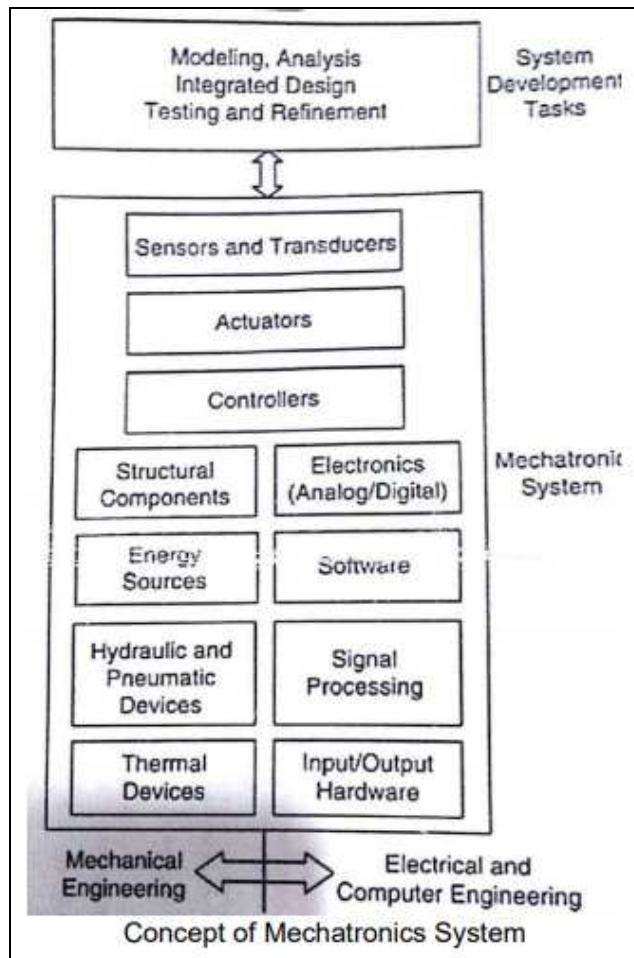 Modeling, Analysis
Integrated Design
Testing and Refinement
System
Development
Tasks
Sensors and Transducers
Actuators
Controllers
Structural
Components
Electronics
(Analog/Digital)
Mechatronic
System
Energy
Sources
Software
Hydraulic and
Pneumatic
Devices
Signal
Processing
Thermal
Devices
Input/Output
Hardware
Mechanical
Engineering
Electrical and
Computer Engineering
Concept of Mechatronics System